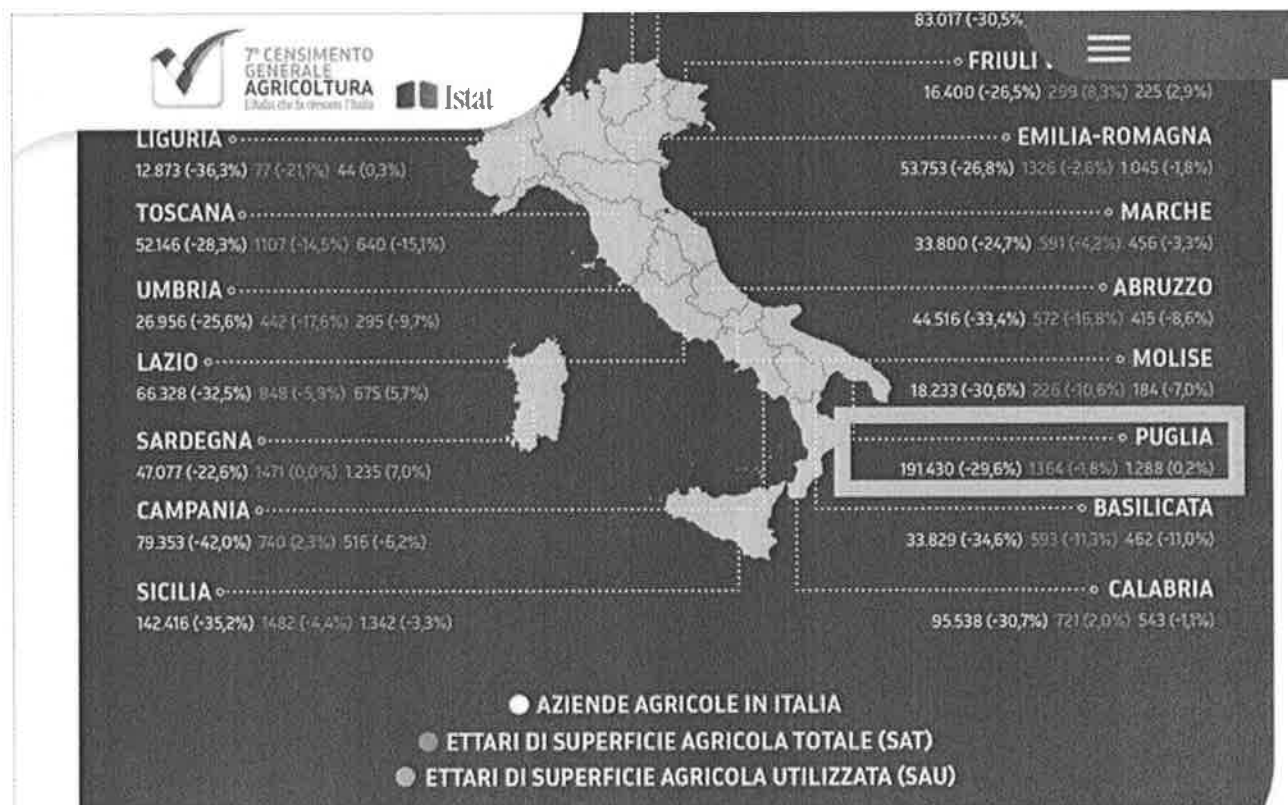 7° CENSIMENTO
GENERALE
AGRICOLTURA
L'Italia che fa crescere l'Italia
Istat
83.017 (-30,5%
FRIULI
16.400 (-26,5%) 299 (8,3%) 225 (2,9%)
LIGURIA
12.873 (-36,3%) 77 (-21,1%) 44 (0,3%)
EMILIA-ROMAGNA
53.753 (-26,8%) 1326 (-2,6%) 1.045 (-1,8%)
TOSCANA
52.146 (-28,3%) 1107 (-14,5%) 640 (-15,1%)
MARCHE
33.800 (-24,7%) 591 (-4,2%) 456 (-3,3%)
UMBRIA
26.956 (-25,6%) 442 (-17,6%) 295 (-9,7%)
ABRUZZO
44.516 (-33,4%) 572 (-16,8%) 415 (-8,6%)
LAZIO
66.328 (-32,5%) 848 (-5,9%) 675 (5,7%)
MOLISE
18.233 (-30,6%) 226 (-10,6%) 184 (-7,0%)
SARDEGNA
47.077 (-22,6%) 1471 (0,0%) 1.235 (7,0%)
PUGLIA
191.430 (-29,6%) 1364 (-1,8%) 1.288 (0,2%)
CAMPANIA
79.353 (-42,0%) 740 (2,3%) 516 (-6,2%)
BASILICATA
33.829 (-34,6%) 593 (-11,3%) 462 (-11,0%)
SICILIA
142.416 (-35,2%) 1482 (-4,4%) 1.342 (-3,3%)
CALABRIA
95.538 (-30,7%) 721 (2,0%) 543 (-1,1%)
AZIENDE AGRICOLE IN ITALIA
ETTARI DI SUPERFICIE AGRICOLA TOTALE (SAT)
ETTARI DI SUPERFICIE AGRICOLA UTILIZZATA (SAU)